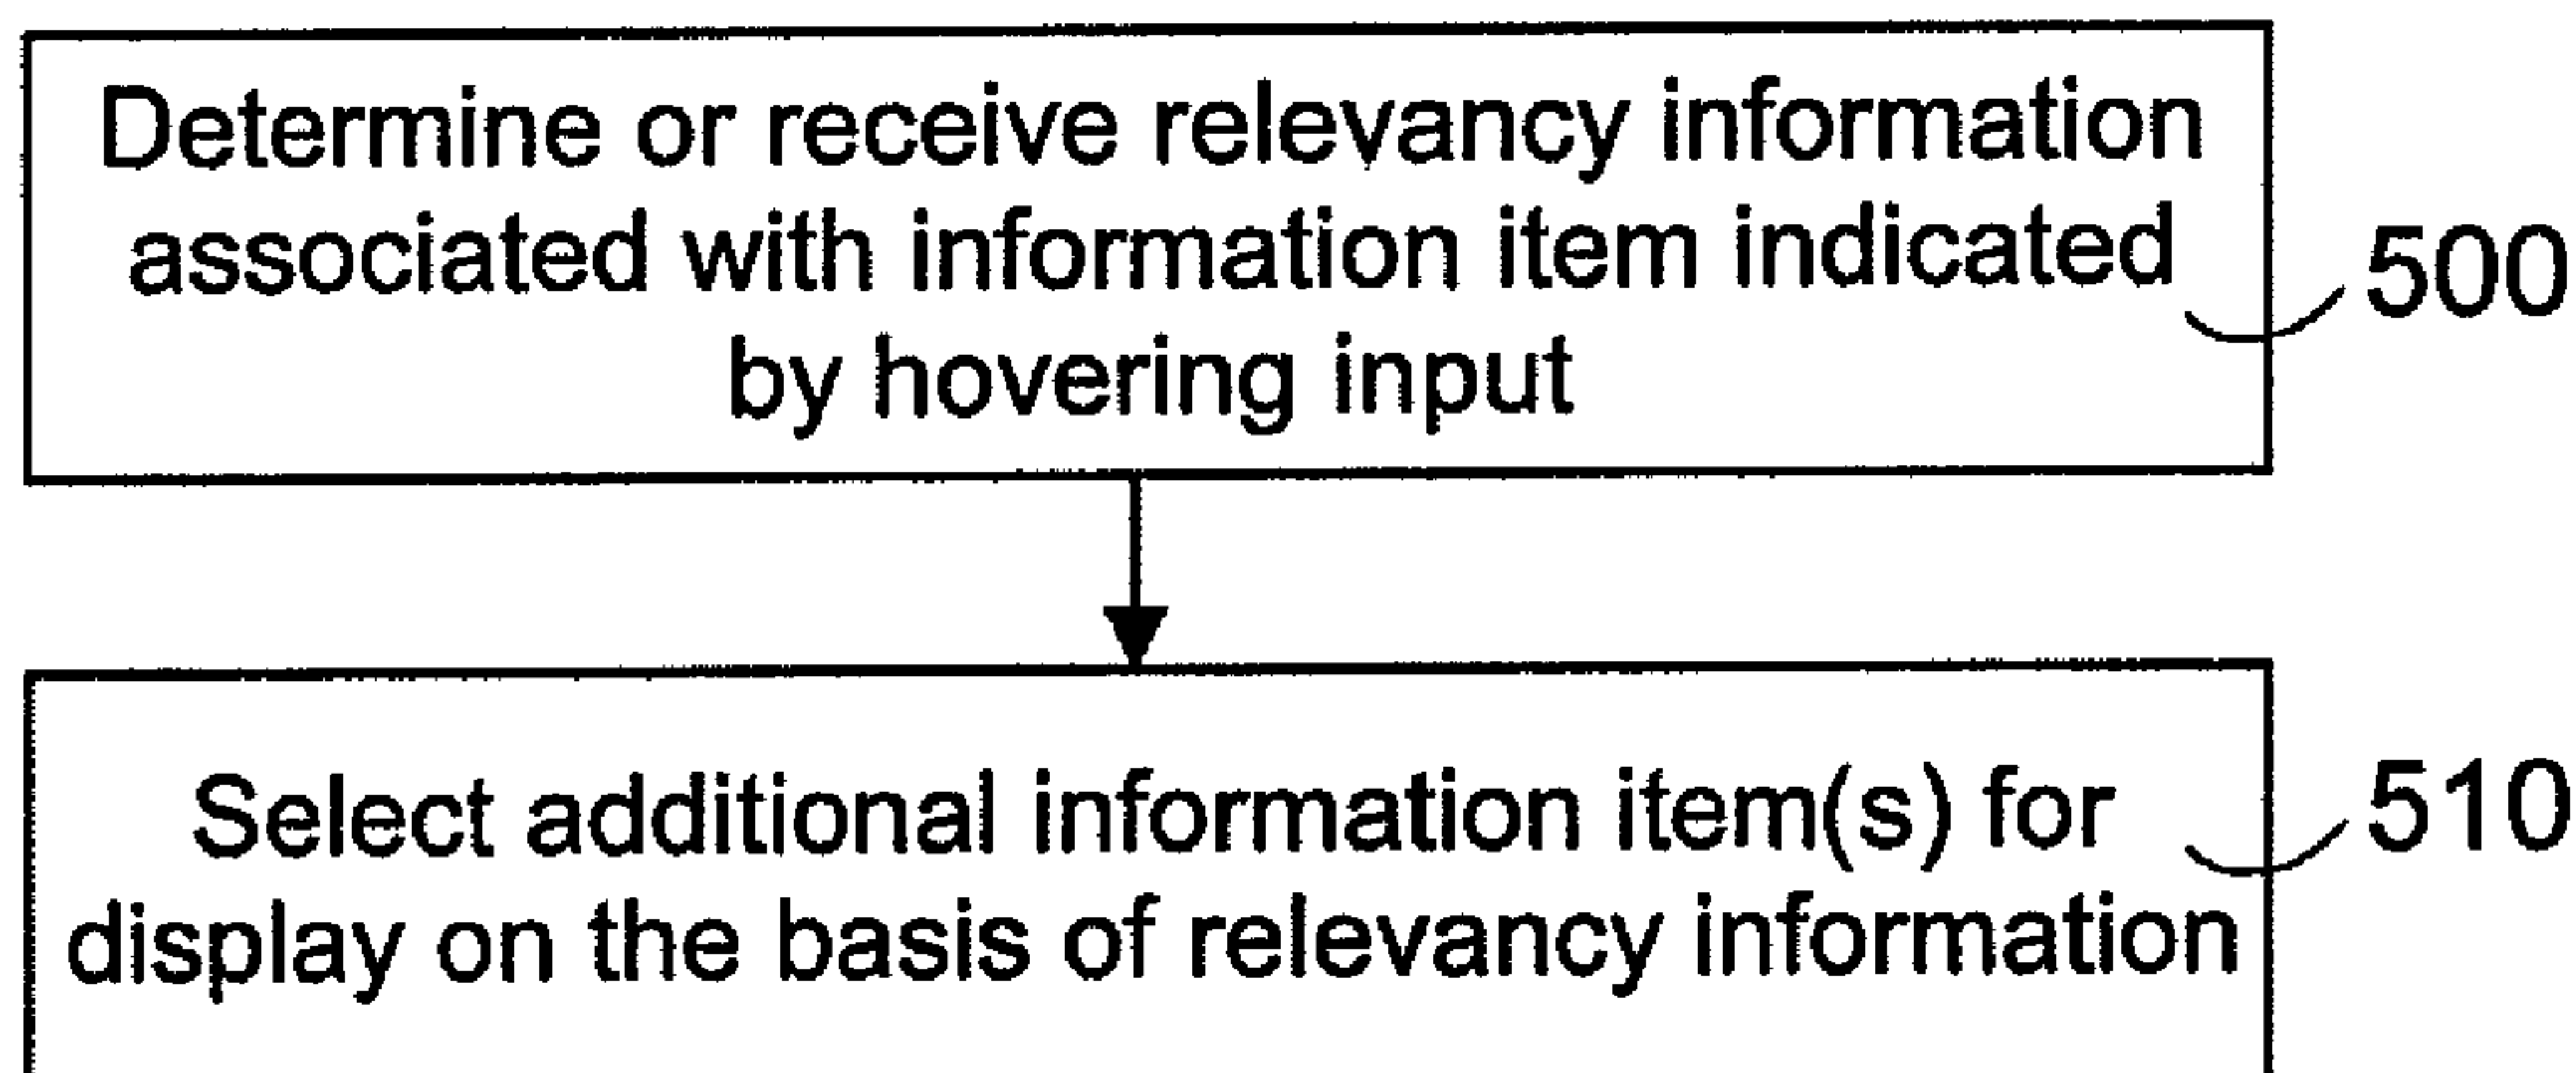 Determine or receive relevancy information
associated with information item indicated
by hovering input
500
Select additional information item(s) for
display on the basis of relevancy information
510